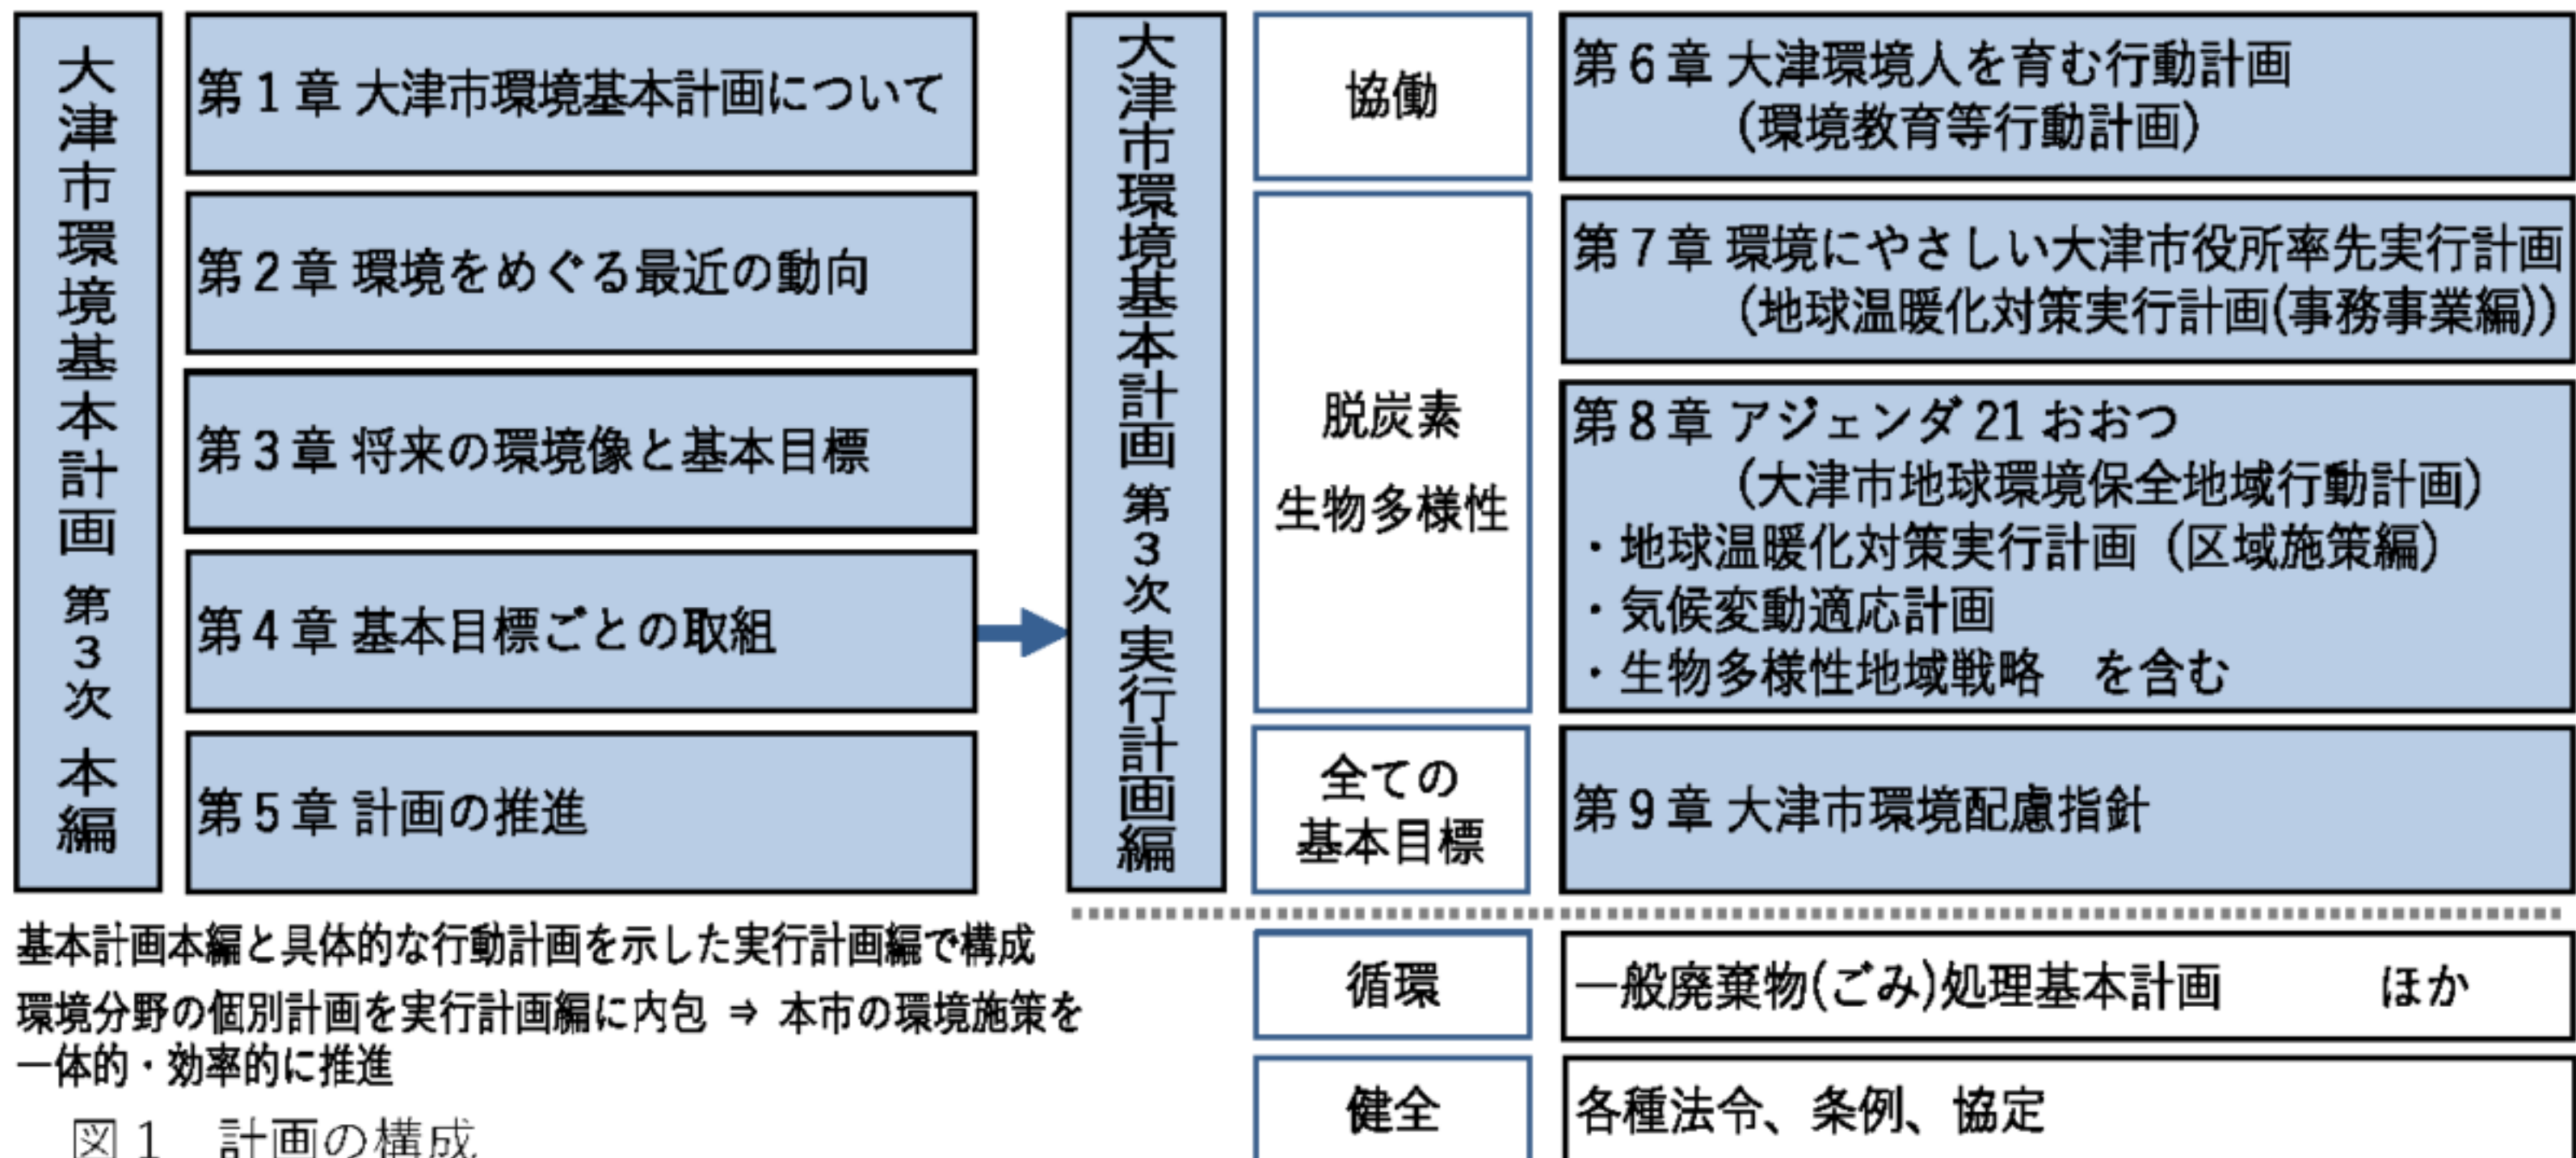 大津市環境基本計画 第3次 本編
第1章 大津市環境基本計画について
第2章 環境をめぐる最近の動向
第3章 将来の環境像と基本目標
第4章 基本目標ごとの取組
第5章 計画の推進
大津市環境基本計画 第3次 実行計画編
協働
第6章 大津環境人を育む行動計画
(環境教育等行動計画)
脱炭素
生物多様性
第7章 環境にやさしい大津市役所率先実行計画
(地球温暖化対策実行計画(事務事業編))
第8章 アジェンダ21 おおつ
(大津市地球環境保全地域行動計画)
・地球温暖化対策実行計画(区域施策編)
・気候変動適応計画
・生物多様性地域戦略 を含む
全ての
基本目標
第9章 大津市環境配慮指針
循環
一般廃棄物(ごみ)処理基本計画 ほか
健全
各種法令、条例、協定
基本計画本編と具体的な行動計画を示した実行計画編で構成
環境分野の個別計画を実行計画編に内包 ⇒ 本市の環境施策を
一体的・効率的に推進
図1 計画の構成